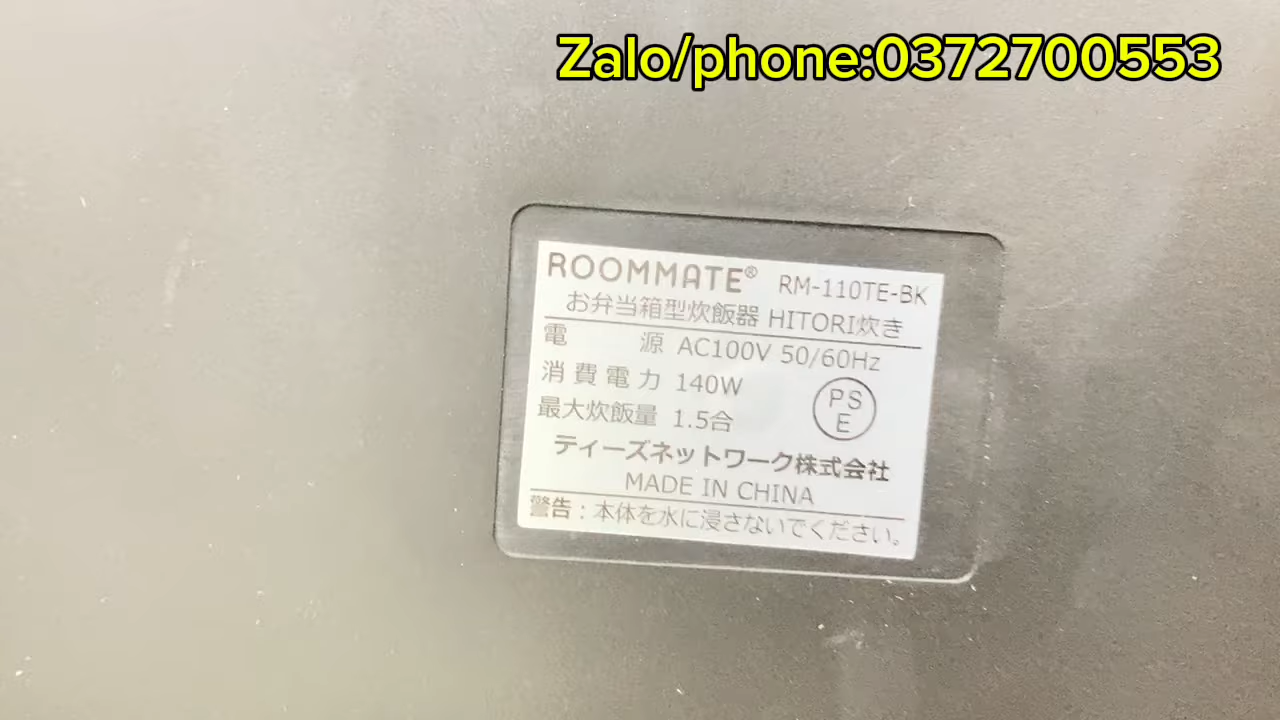 Zalo/phone:0372700553
ROOMMATE® RM-110TE-BK
お弁当箱型炊飯器 HITORI炊き
電 源 AC100V 50/60Hz
消費電力 140W
最大炊飯量 1.5合
PS
E
ティーズネットワーク株式会社
MADE IN CHINA
警告：本体を水に浸さないでください。